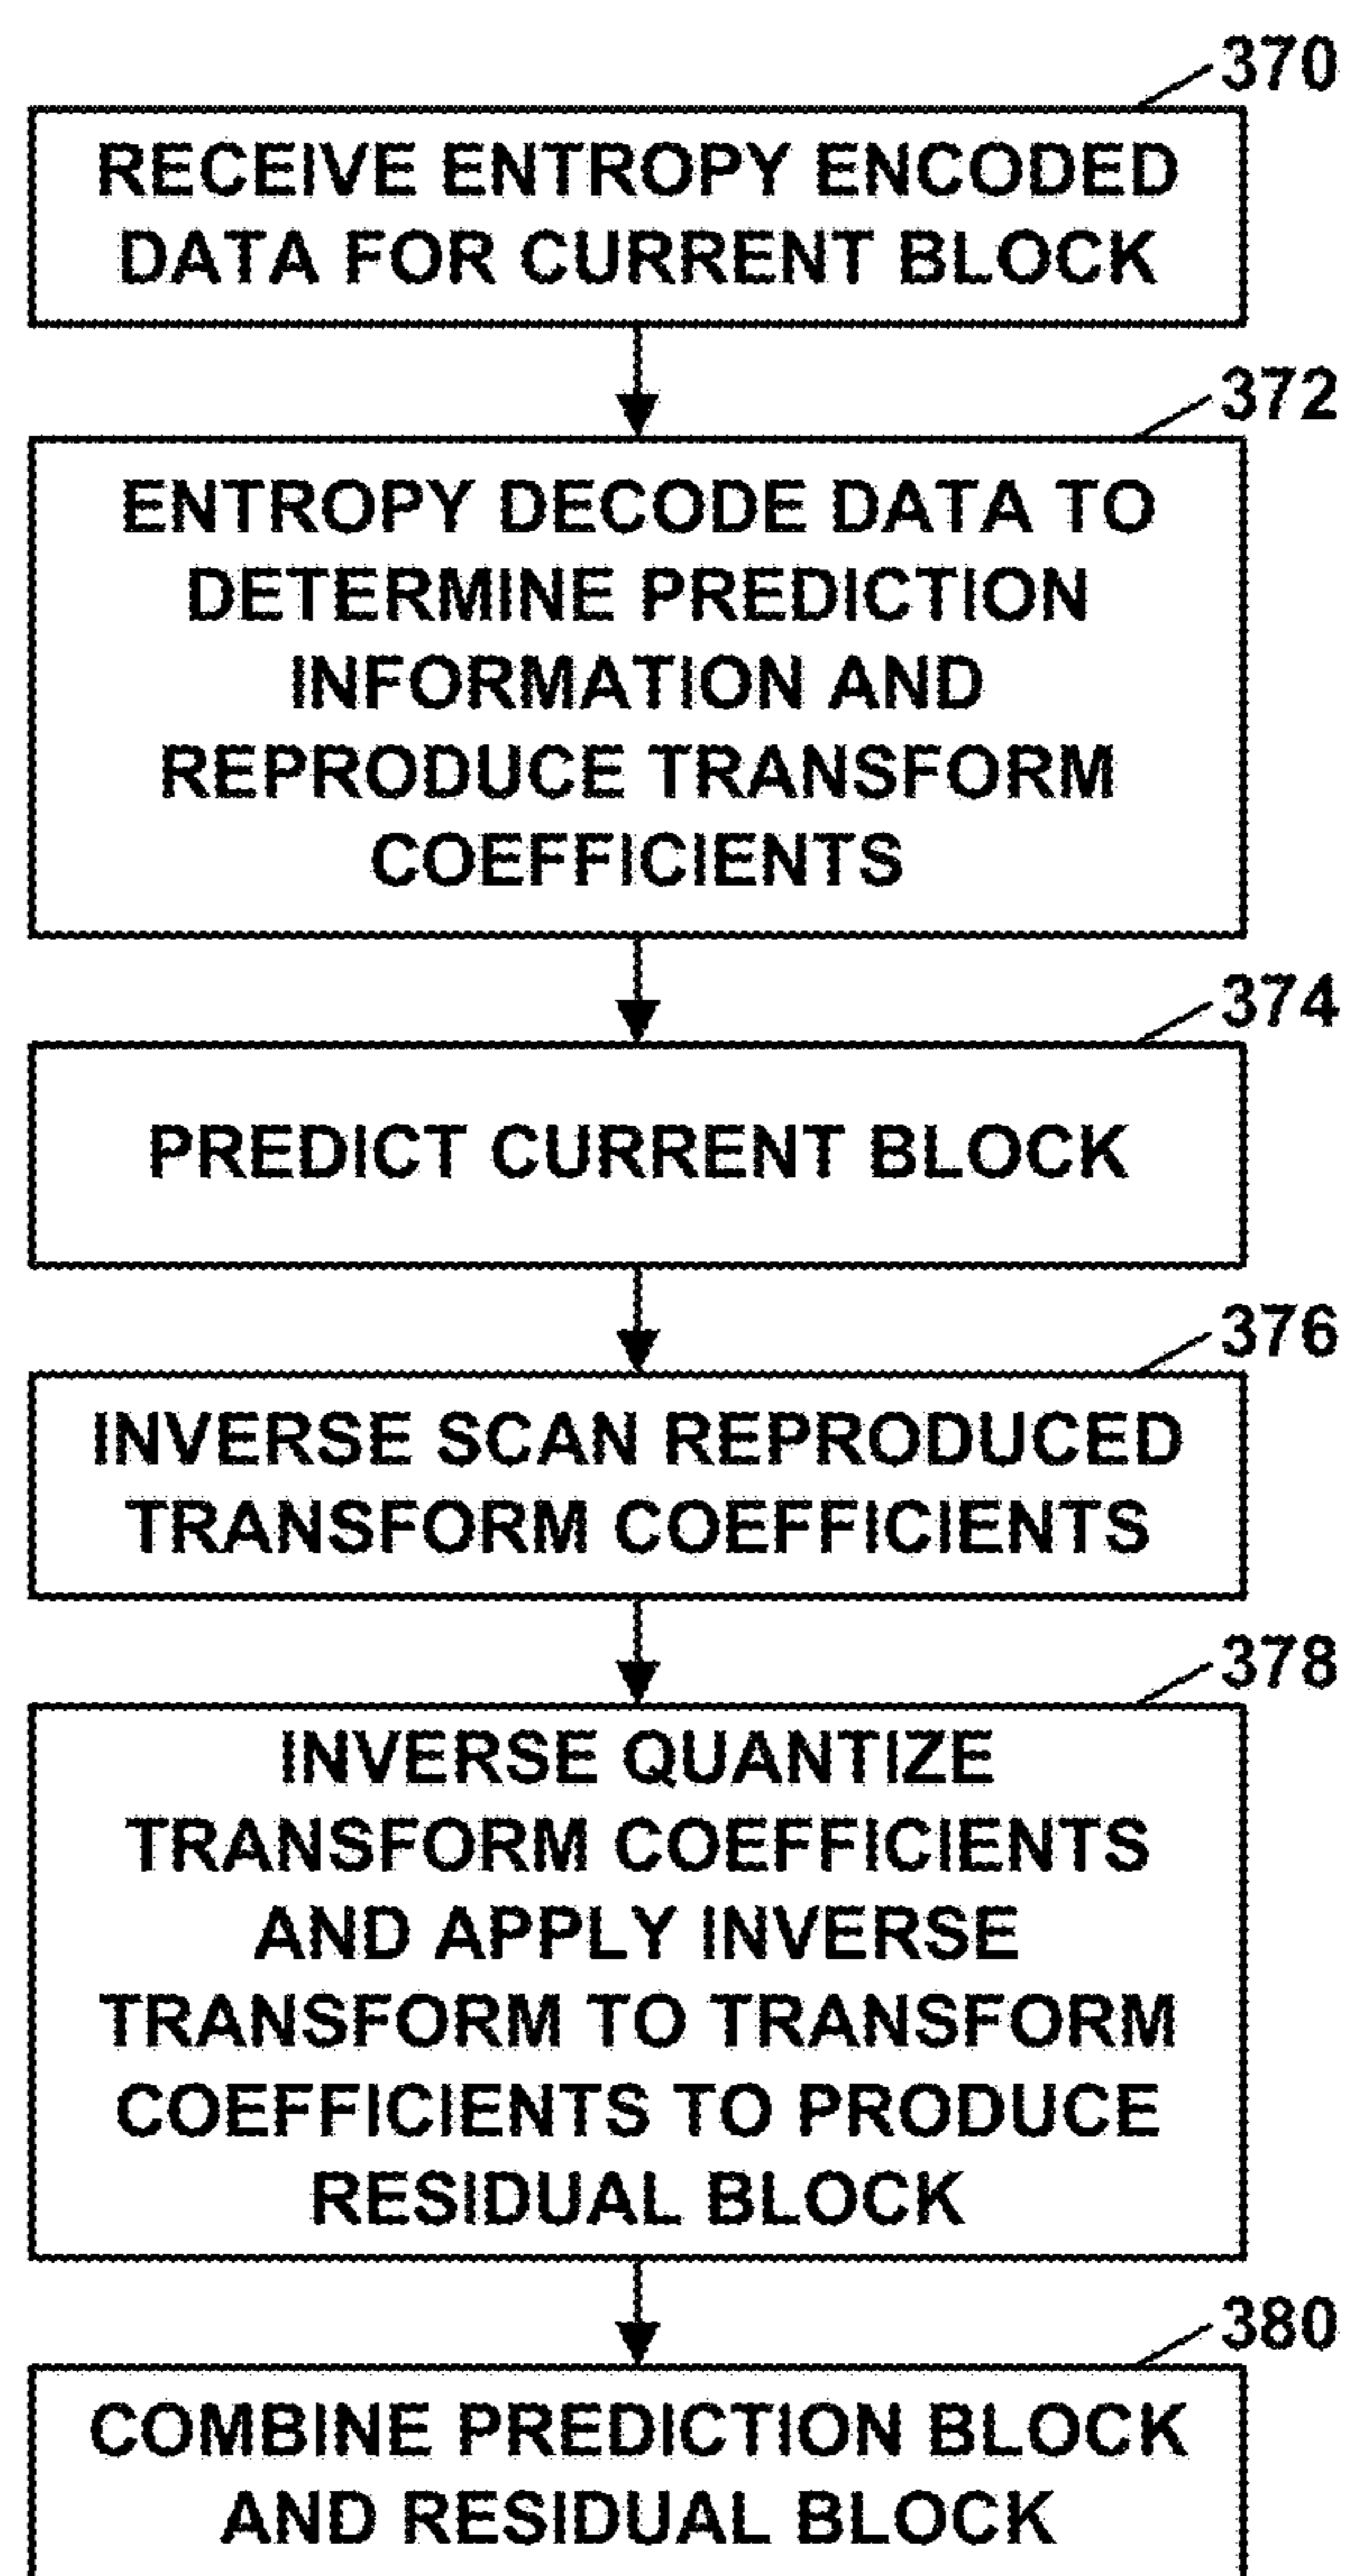 370
RECEIVE ENTROPY ENCODED
DATA FOR CURRENT BLOCK
372
ENTROPY DECODE DATA TO
DETERMINE PREDICTION
INFORMATION AND
REPRODUCE TRANSFORM
COEFFICIENTS
374
PREDICT CURRENT BLOCK
376
INVERSE SCAN REPRODUCED
TRANSFORM COEFFICIENTS
378
INVERSE QUANTIZE
TRANSFORM COEFFICIENTS
AND APPLY INVERSE
TRANSFORM TO TRANSFORM
COEFFICIENTS TO PRODUCE
RESIDUAL BLOCK
380
COMBINE PREDICTION BLOCK
AND RESIDUAL BLOCK